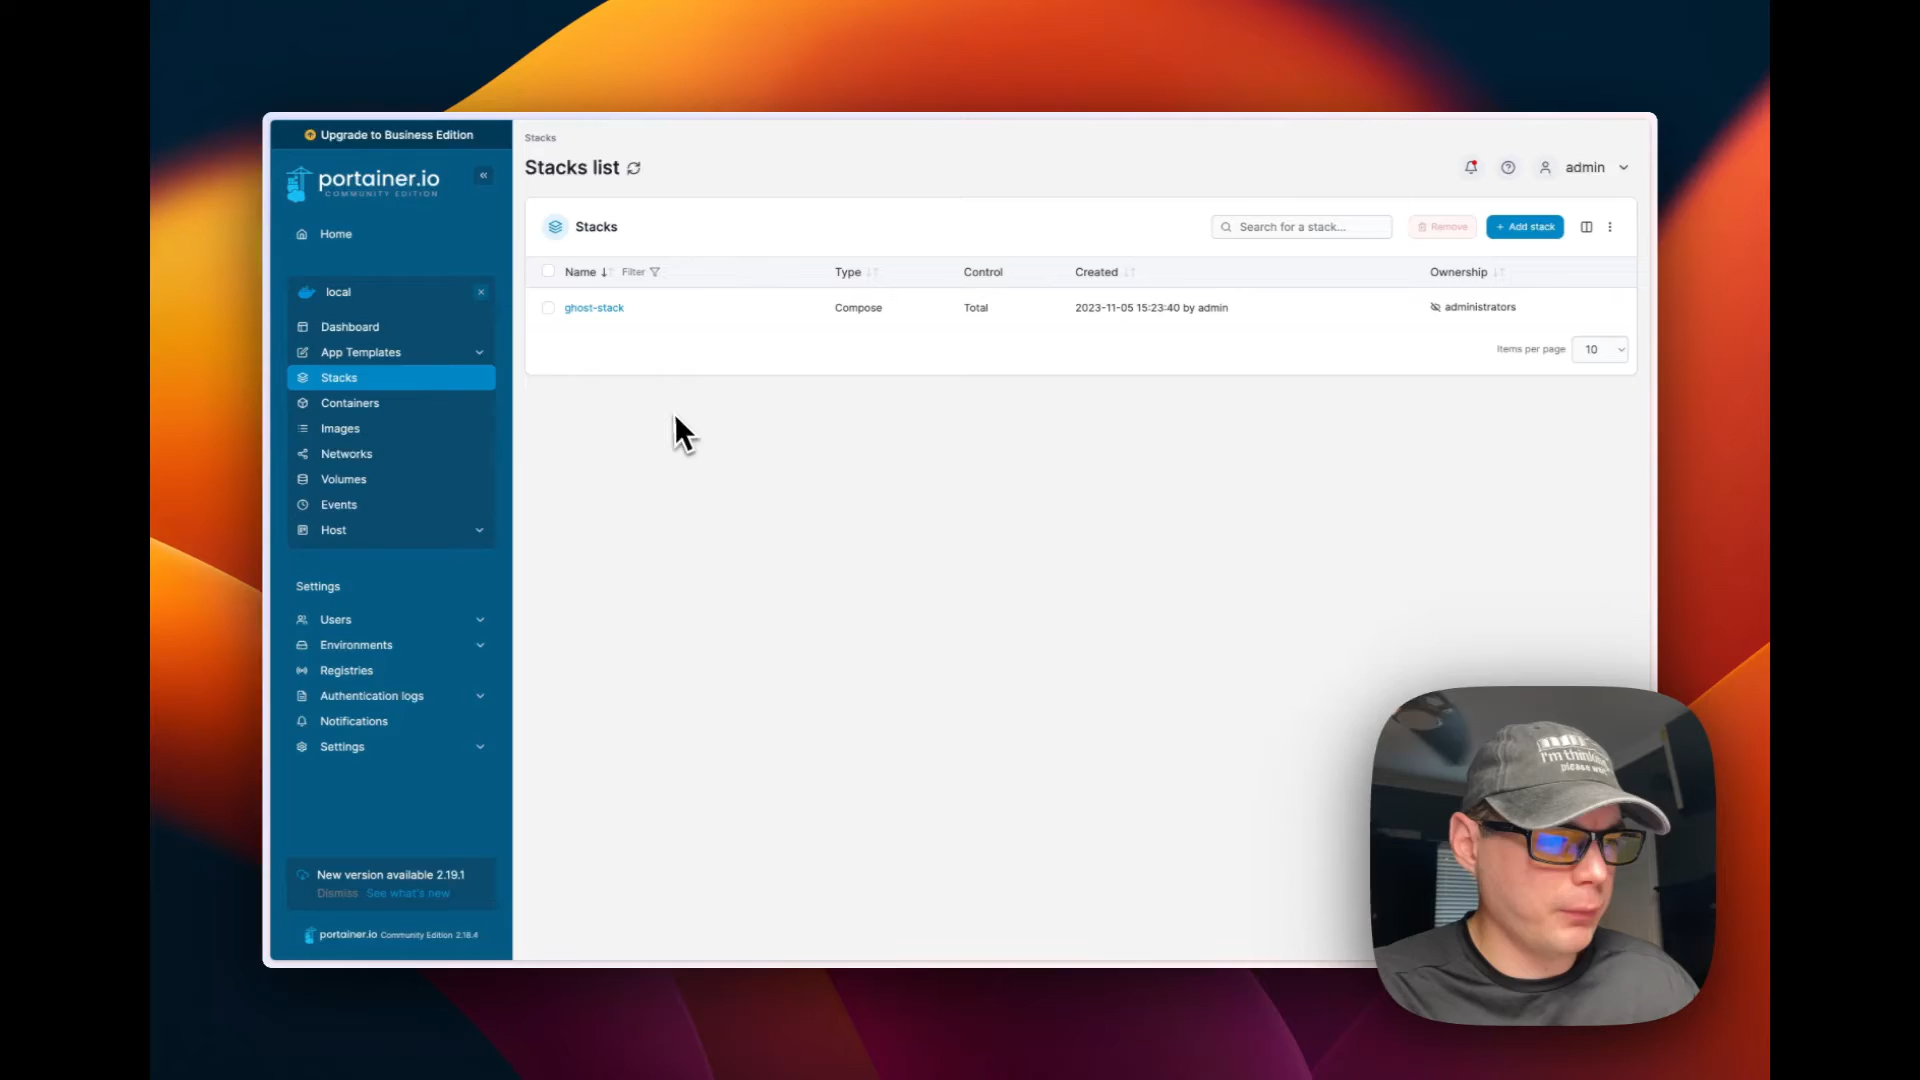 Upgrade to Business Edition
portainer.io
COMMUNITY EDITION
Home
local
Dashboard
App Templates
Stacks
Containers
Images
Networks
Volumes
Events
Host
Settings
Users
Environments
Registries
Authentication logs
Notifications
Settings
New version available 2.19.1
Dismiss See what's new
portainer.io Community Edition 2.18.4
Stacks
Stacks list
admin
Stacks
Search for a stack...
Remove
+ Add stack
Name Filter Type Control Created Ownership
ghost-stack Compose Total 2023-11-05 15:23:40 by admin administrators
Items per page 10
I'm thinking
please